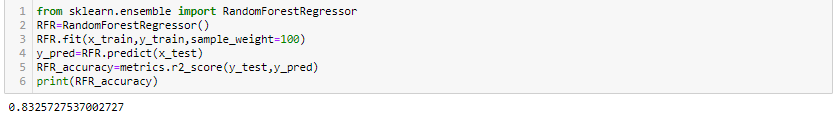 1 from sklearn.ensemble import RandomForestRegressor
2 RFR=RandomForestRegressor()
3 RFR.fit(x_train,y_train,sample_weight=100)
4 y_pred=RFR.predict(x_test)
5 RFR_accuracy=metrics.r2_score(y_test,y_pred)
6 print(RFR_accuracy)
0.8325727537002727